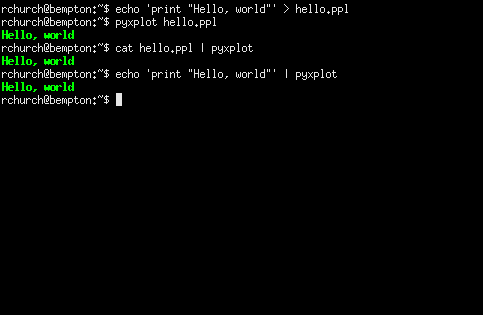 rchurch@bempton:~$ echo 'print "Hello, world"' > hello.ppl
rchurch@bempton:~$ pyxplot hello.ppl
Hello, world
rchurch@bempton:~$ cat hello.ppl | pyxplot
Hello, world
rchurch@bempton:~$ echo 'print "Hello, world"' | pyxplot
Hello, world
rchurch@bempton:~$